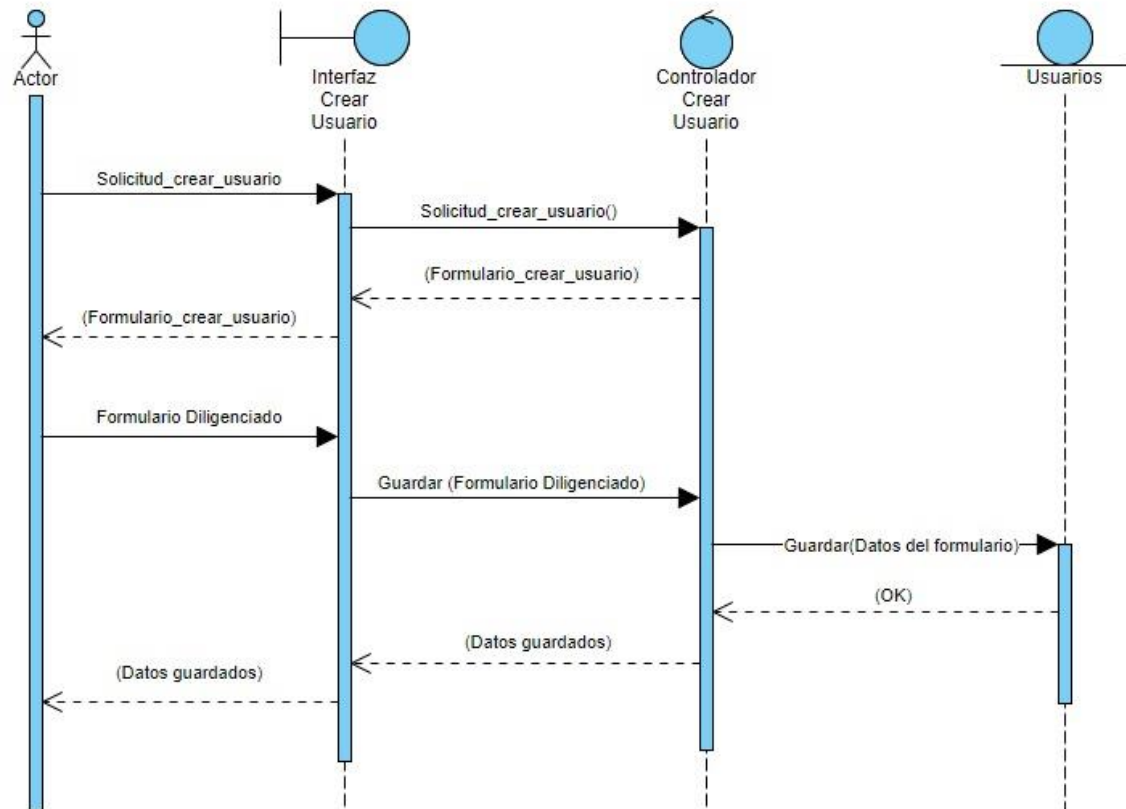 Actor
Interfaz
Crear
Usuario
Controlador
Crear
Usuario
Usuarios
Solicitud_crear_usuario
Solicitud_crear_usuario()
(Formulario_crear_usuario)
(Formulario_crear_usuario)
Formulario Diligenciado
Guardar (Formulario Diligenciado)
Guardar(Datos del formulario)
(OK)
(Datos guardados)
(Datos guardados)